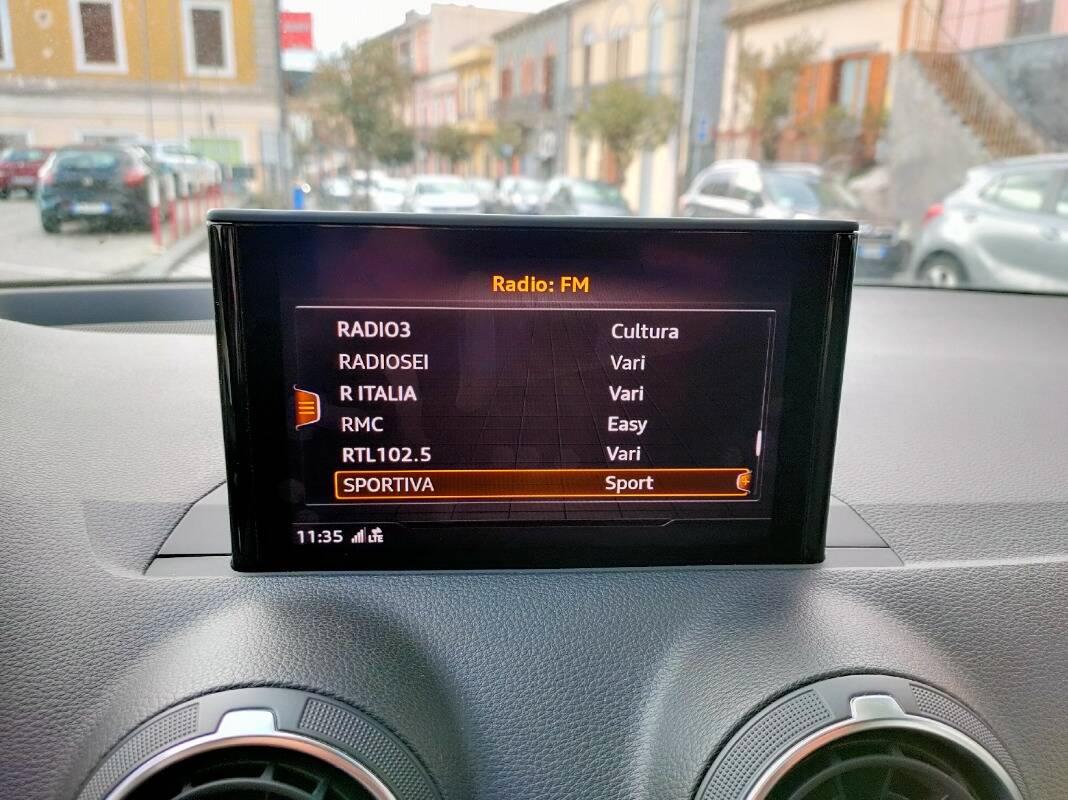 Radio: FM
RADIO3 Cultura
RADIOSEI Vari
R ITALIA Vari
RMC Easy
RTL102.5 Vari
SPORTIVA Sport
11:35 LTE